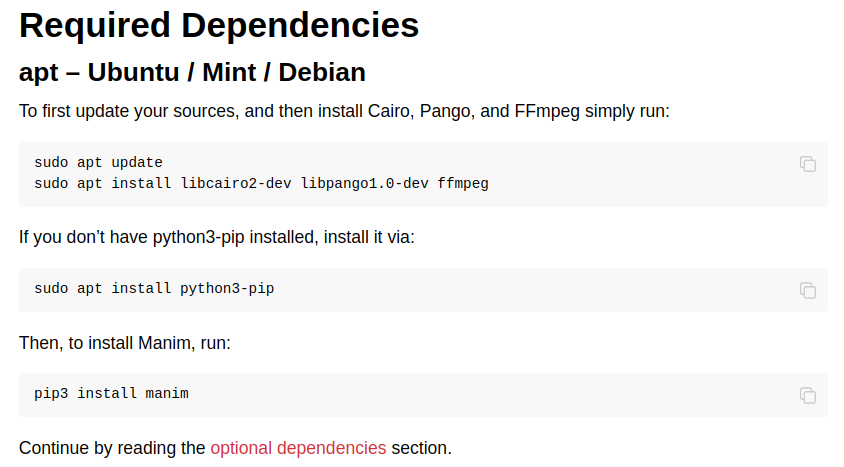 Required Dependencies
apt – Ubuntu / Mint / Debian
To first update your sources, and then install Cairo, Pango, and FFmpeg simply run:
sudo apt update
sudo apt install libcairo2-dev libpango1.0-dev ffmpeg
If you don’t have python3-pip installed, install it via:
sudo apt install python3-pip
Then, to install Manim, run:
pip3 install manim
Continue by reading the optional dependencies section.